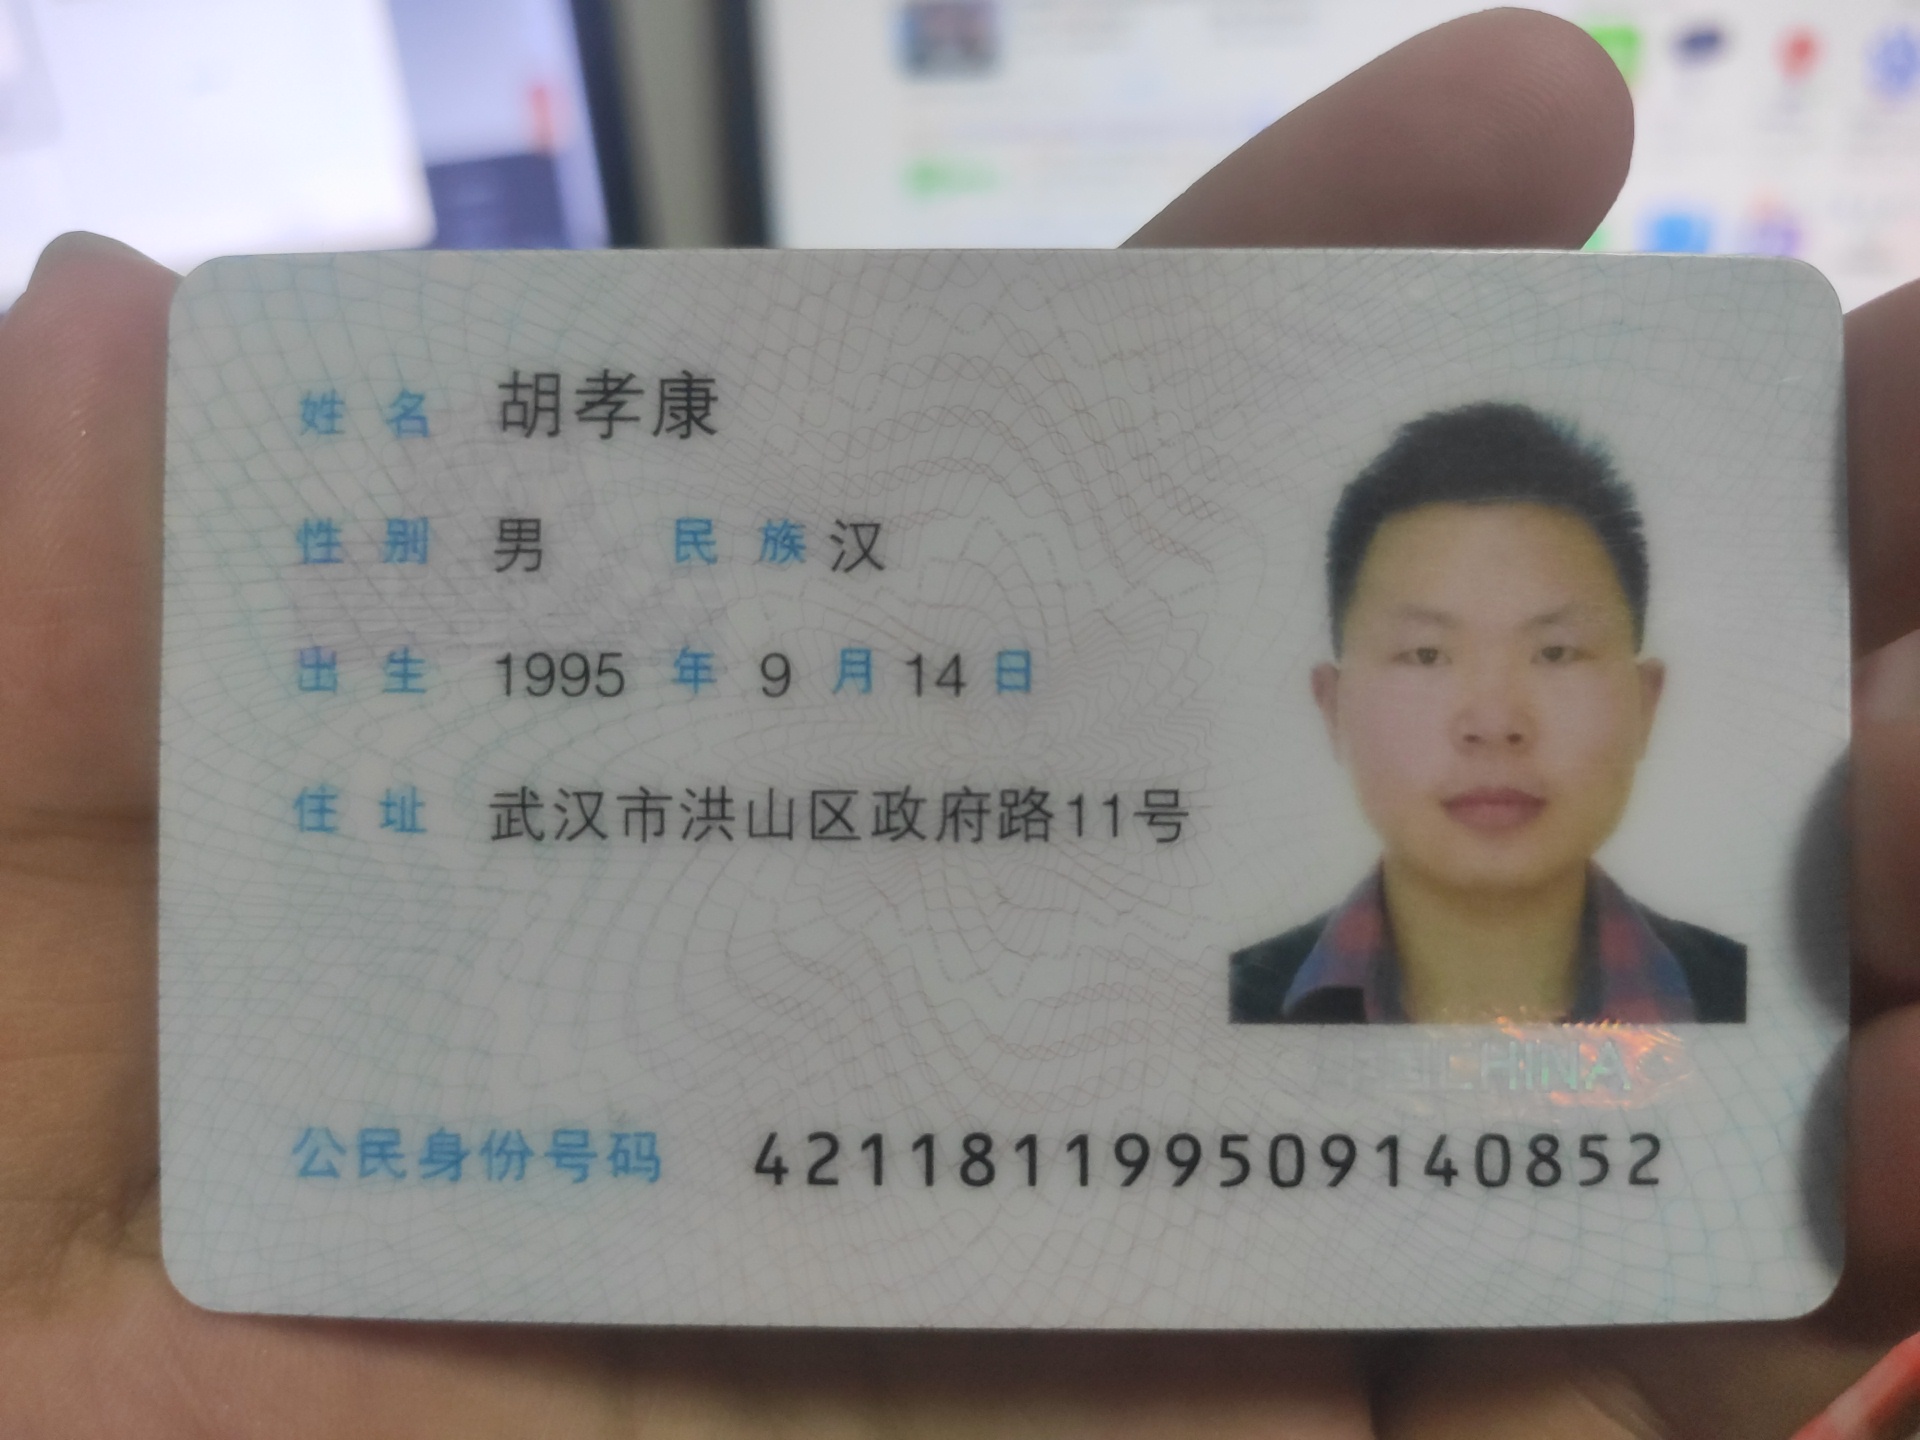 姓名 胡孝康
性别 男 民族 汉
出生 1995 年 9 月 14 日
住址 武汉市洪山区政府路11号
CHINA
公民身份号码 421181199509140852